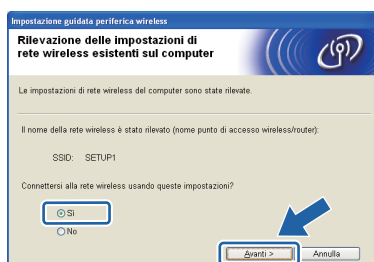 Impostazione guidata periferica wireless
Rilevazione delle impostazioni di
rete wireless esistenti sul computer
Le impostazioni di rete wireless del computer sono state rilevate.
Il nome della rete wireless è stato rilevato (nome punto di accesso wireless/router):
SSID: SETUP1
Connettersi alla rete wireless usando queste impostazioni?
Sì
No
Avanti >
Annulla